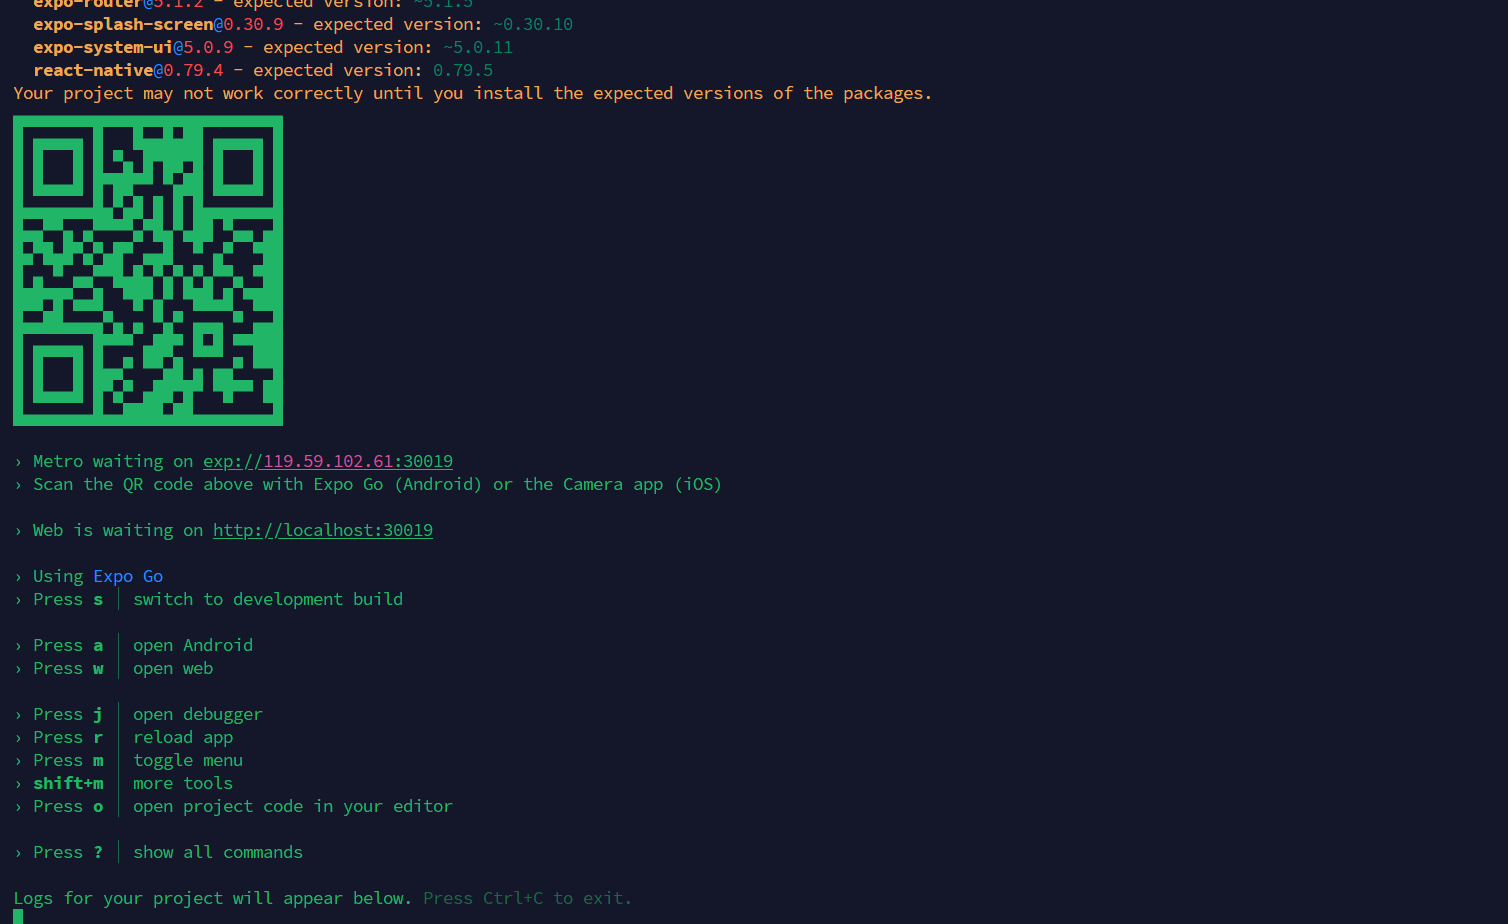 expo-router@5.1.2 - expected version: ~5.1.5
expo-splash-screen@0.30.9 - expected version: ~0.30.10
expo-system-ui@5.0.9 - expected version: ~5.0.11
react-native@0.79.4 - expected version: 0.79.5
Your project may not work correctly until you install the expected versions of the packages.
› Metro waiting on exp://119.59.102.61:30019
› Scan the QR code above with Expo Go (Android) or the Camera app (iOS)
› Web is waiting on http://localhost:30019
› Using Expo Go
› Press s │ switch to development build
› Press a │ open Android
› Press w │ open web
› Press j │ open debugger
› Press r │ reload app
› Press m │ toggle menu
› shift+m │ more tools
› Press o │ open project code in your editor
› Press ? │ show all commands
Logs for your project will appear below. Press Ctrl+C to exit.